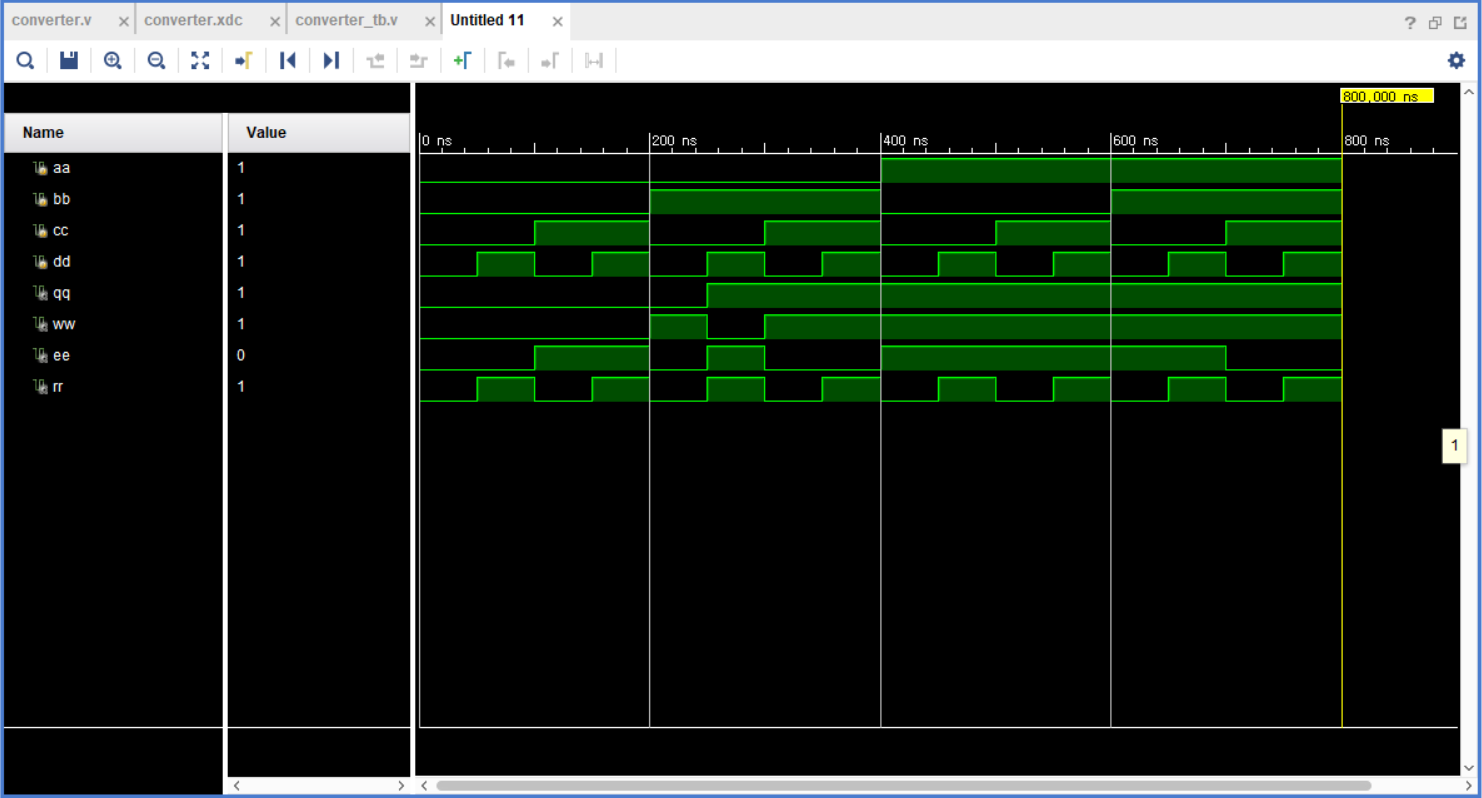 converter.v × converter.xdc × converter_tb.v × Untitled 11 × ?
800,000 ns
Name Value
0 ns 200 ns 400 ns 600 ns 800 ns
aa 1
bb 1
cc 1
dd 1
qq 1
ww 1
ee 0
rr 1
1